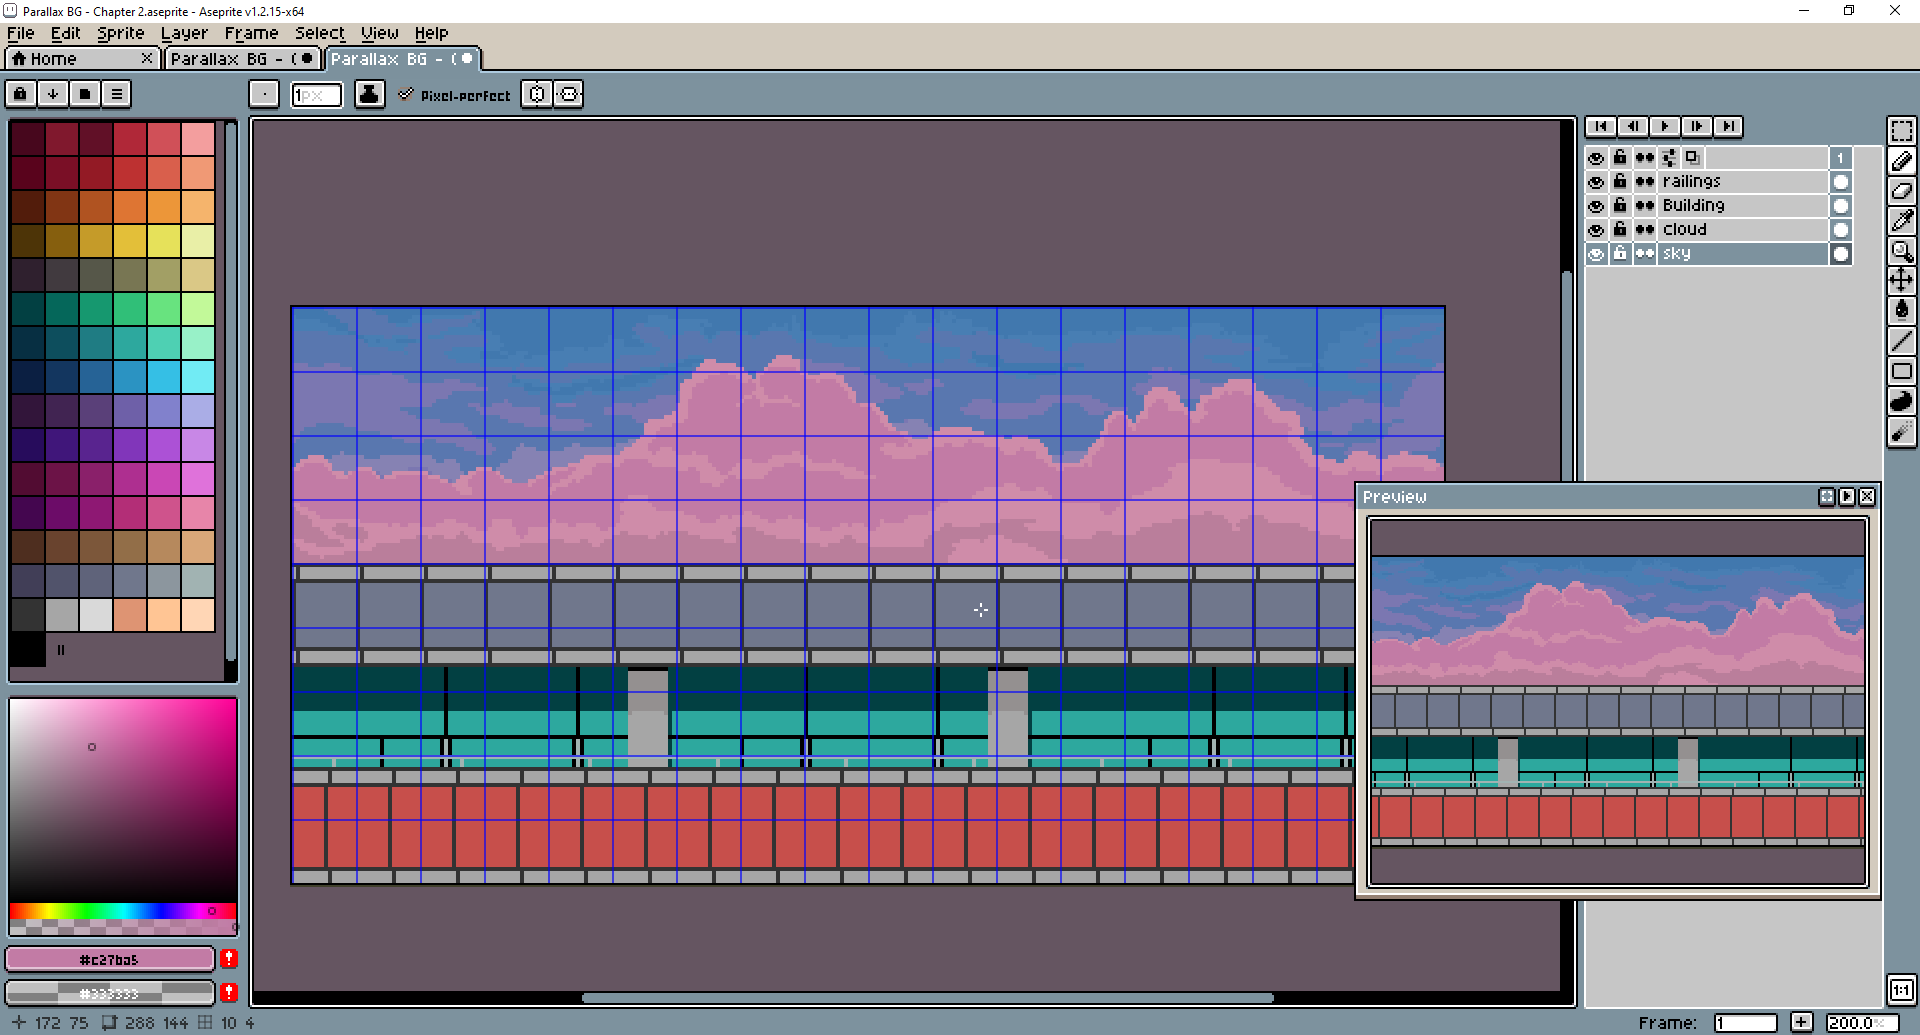 Parallax BG - Chapter 2.aseprite - Aseprite v1.2.15-x64
File Edit Sprite Layer Frame Select View Help
Home Parallax BG - ( Parallax BG - (
1px Pixel-perfect
1
railings
Building
cloud
sky
Preview
#c27ba5
#333333
172 75 288 144 10 4
Frame: 1 + 200.0%
1:1